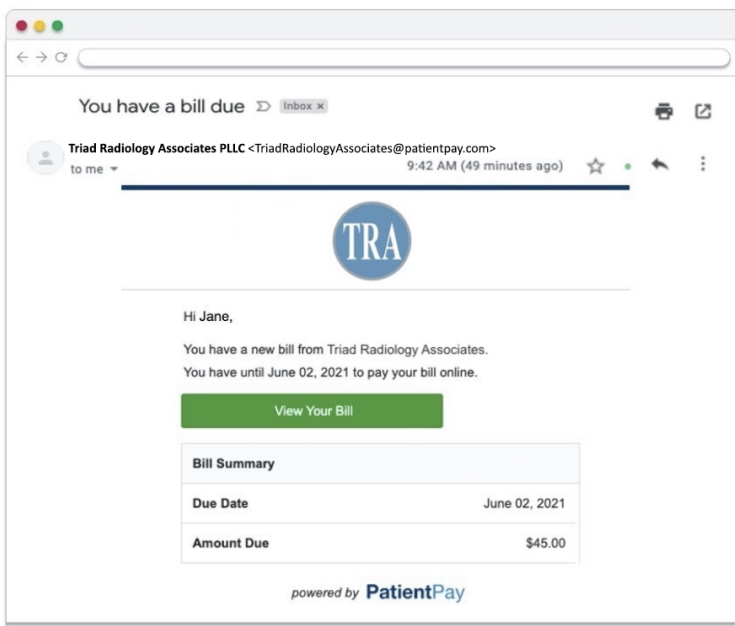 You have a bill due
Inbox ×
Triad Radiology Associates PLLC <TriadRadiologyAssociates@patientpay.com>
to me
9:42 AM (49 minutes ago)
TRA
Hi Jane,
You have a new bill from Triad Radiology Associates.
You have until June 02, 2021 to pay your bill online.
View Your Bill
Bill Summary
Due Date June 02, 2021
Amount Due $45.00
powered by PatientPay